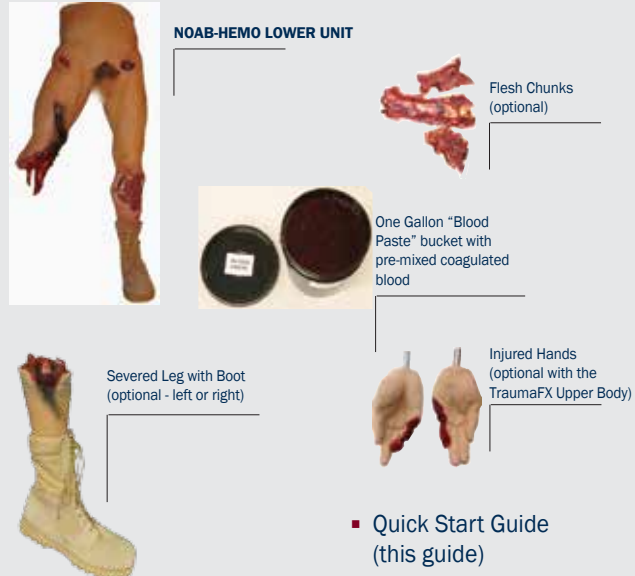 NOAB-HEMO LOWER UNIT
Flesh Chunks
(optional)
One Gallon “Blood
Paste” bucket with
pre-mixed coagulated
blood
Severed Leg with Boot
(optional - left or right)
Injured Hands
(optional with the
TraumaFX Upper Body)
▪ Quick Start Guide
(this guide)